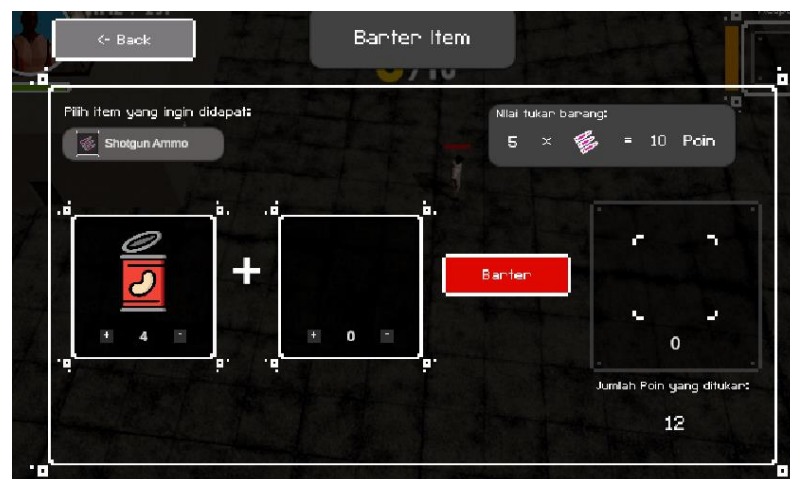 <- Back
Barter Item
/10
Pilih item yang ingin didapat:
Shotgun Ammo
Nilai tukar barang:
5 × = 10 Poin
+
Barter
+ 4 -
+ 0 -
0
Jumlah Poin yang ditukar:
12